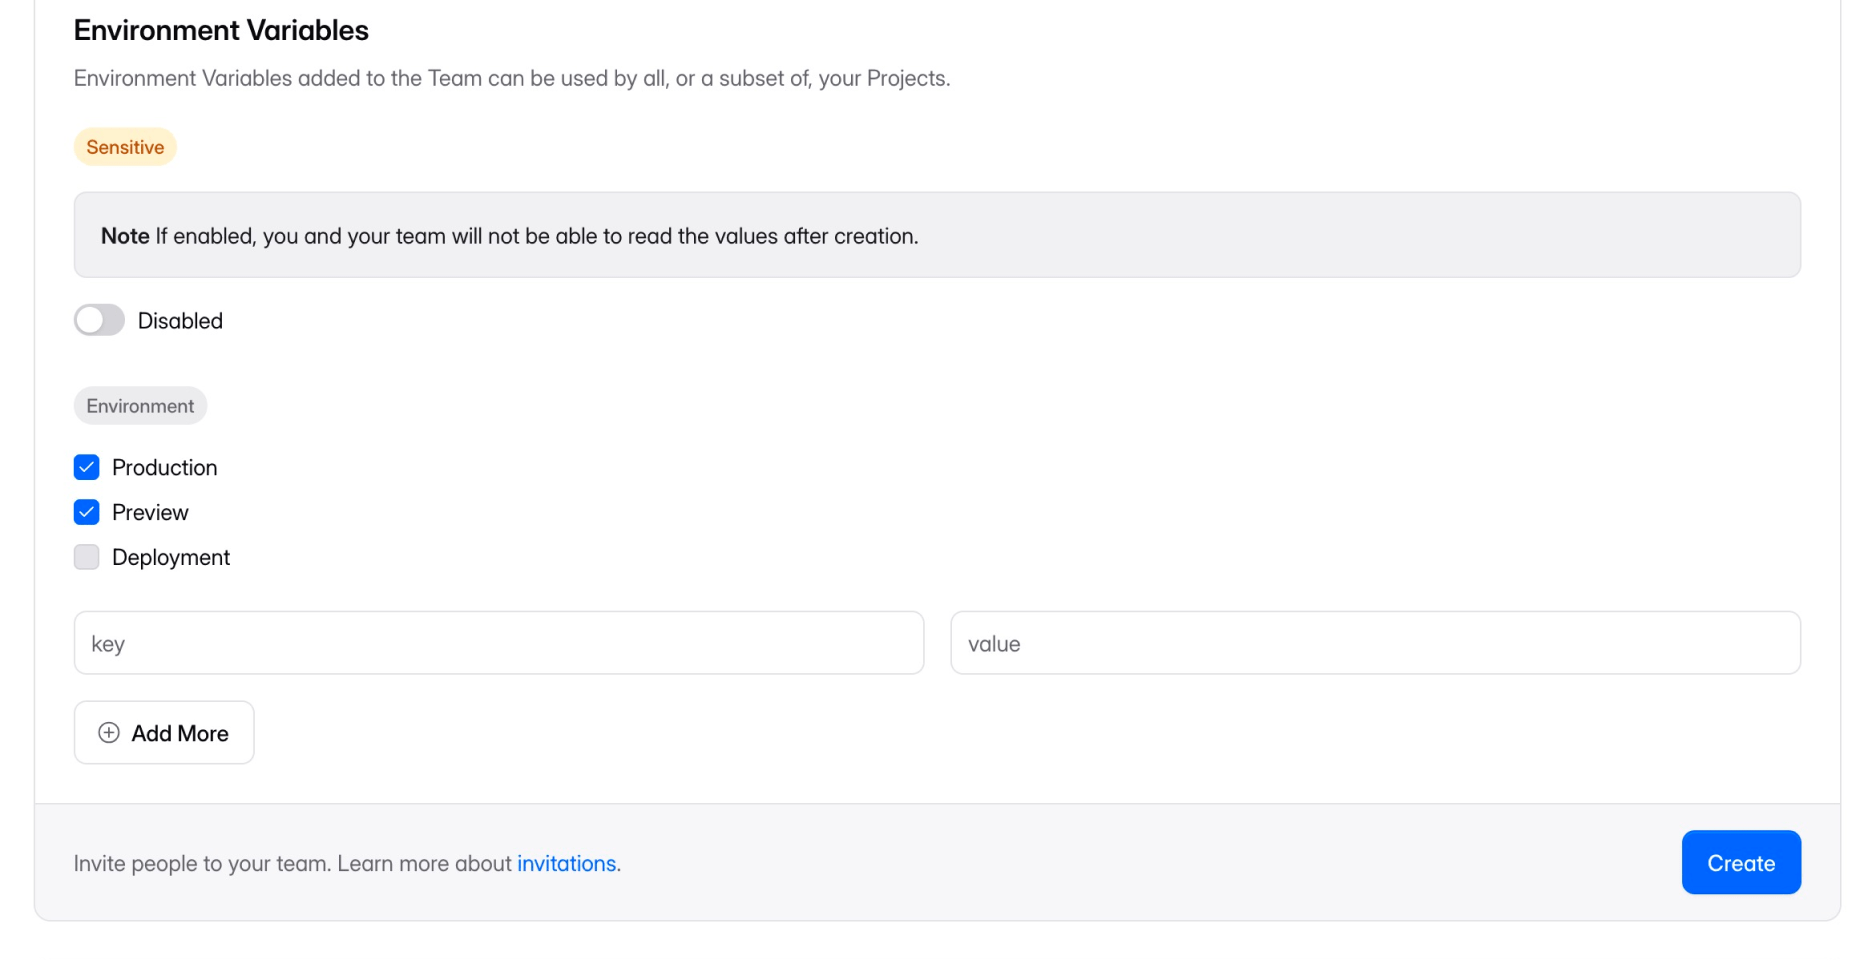 Environment Variables
Environment Variables added to the Team can be used by all, or a subset of, your Projects.
Sensitive
Note If enabled, you and your team will not be able to read the values after creation.
Disabled
Environment
Production
Preview
Deployment
key
value
Add More
Invite people to your team. Learn more about invitations.
Create